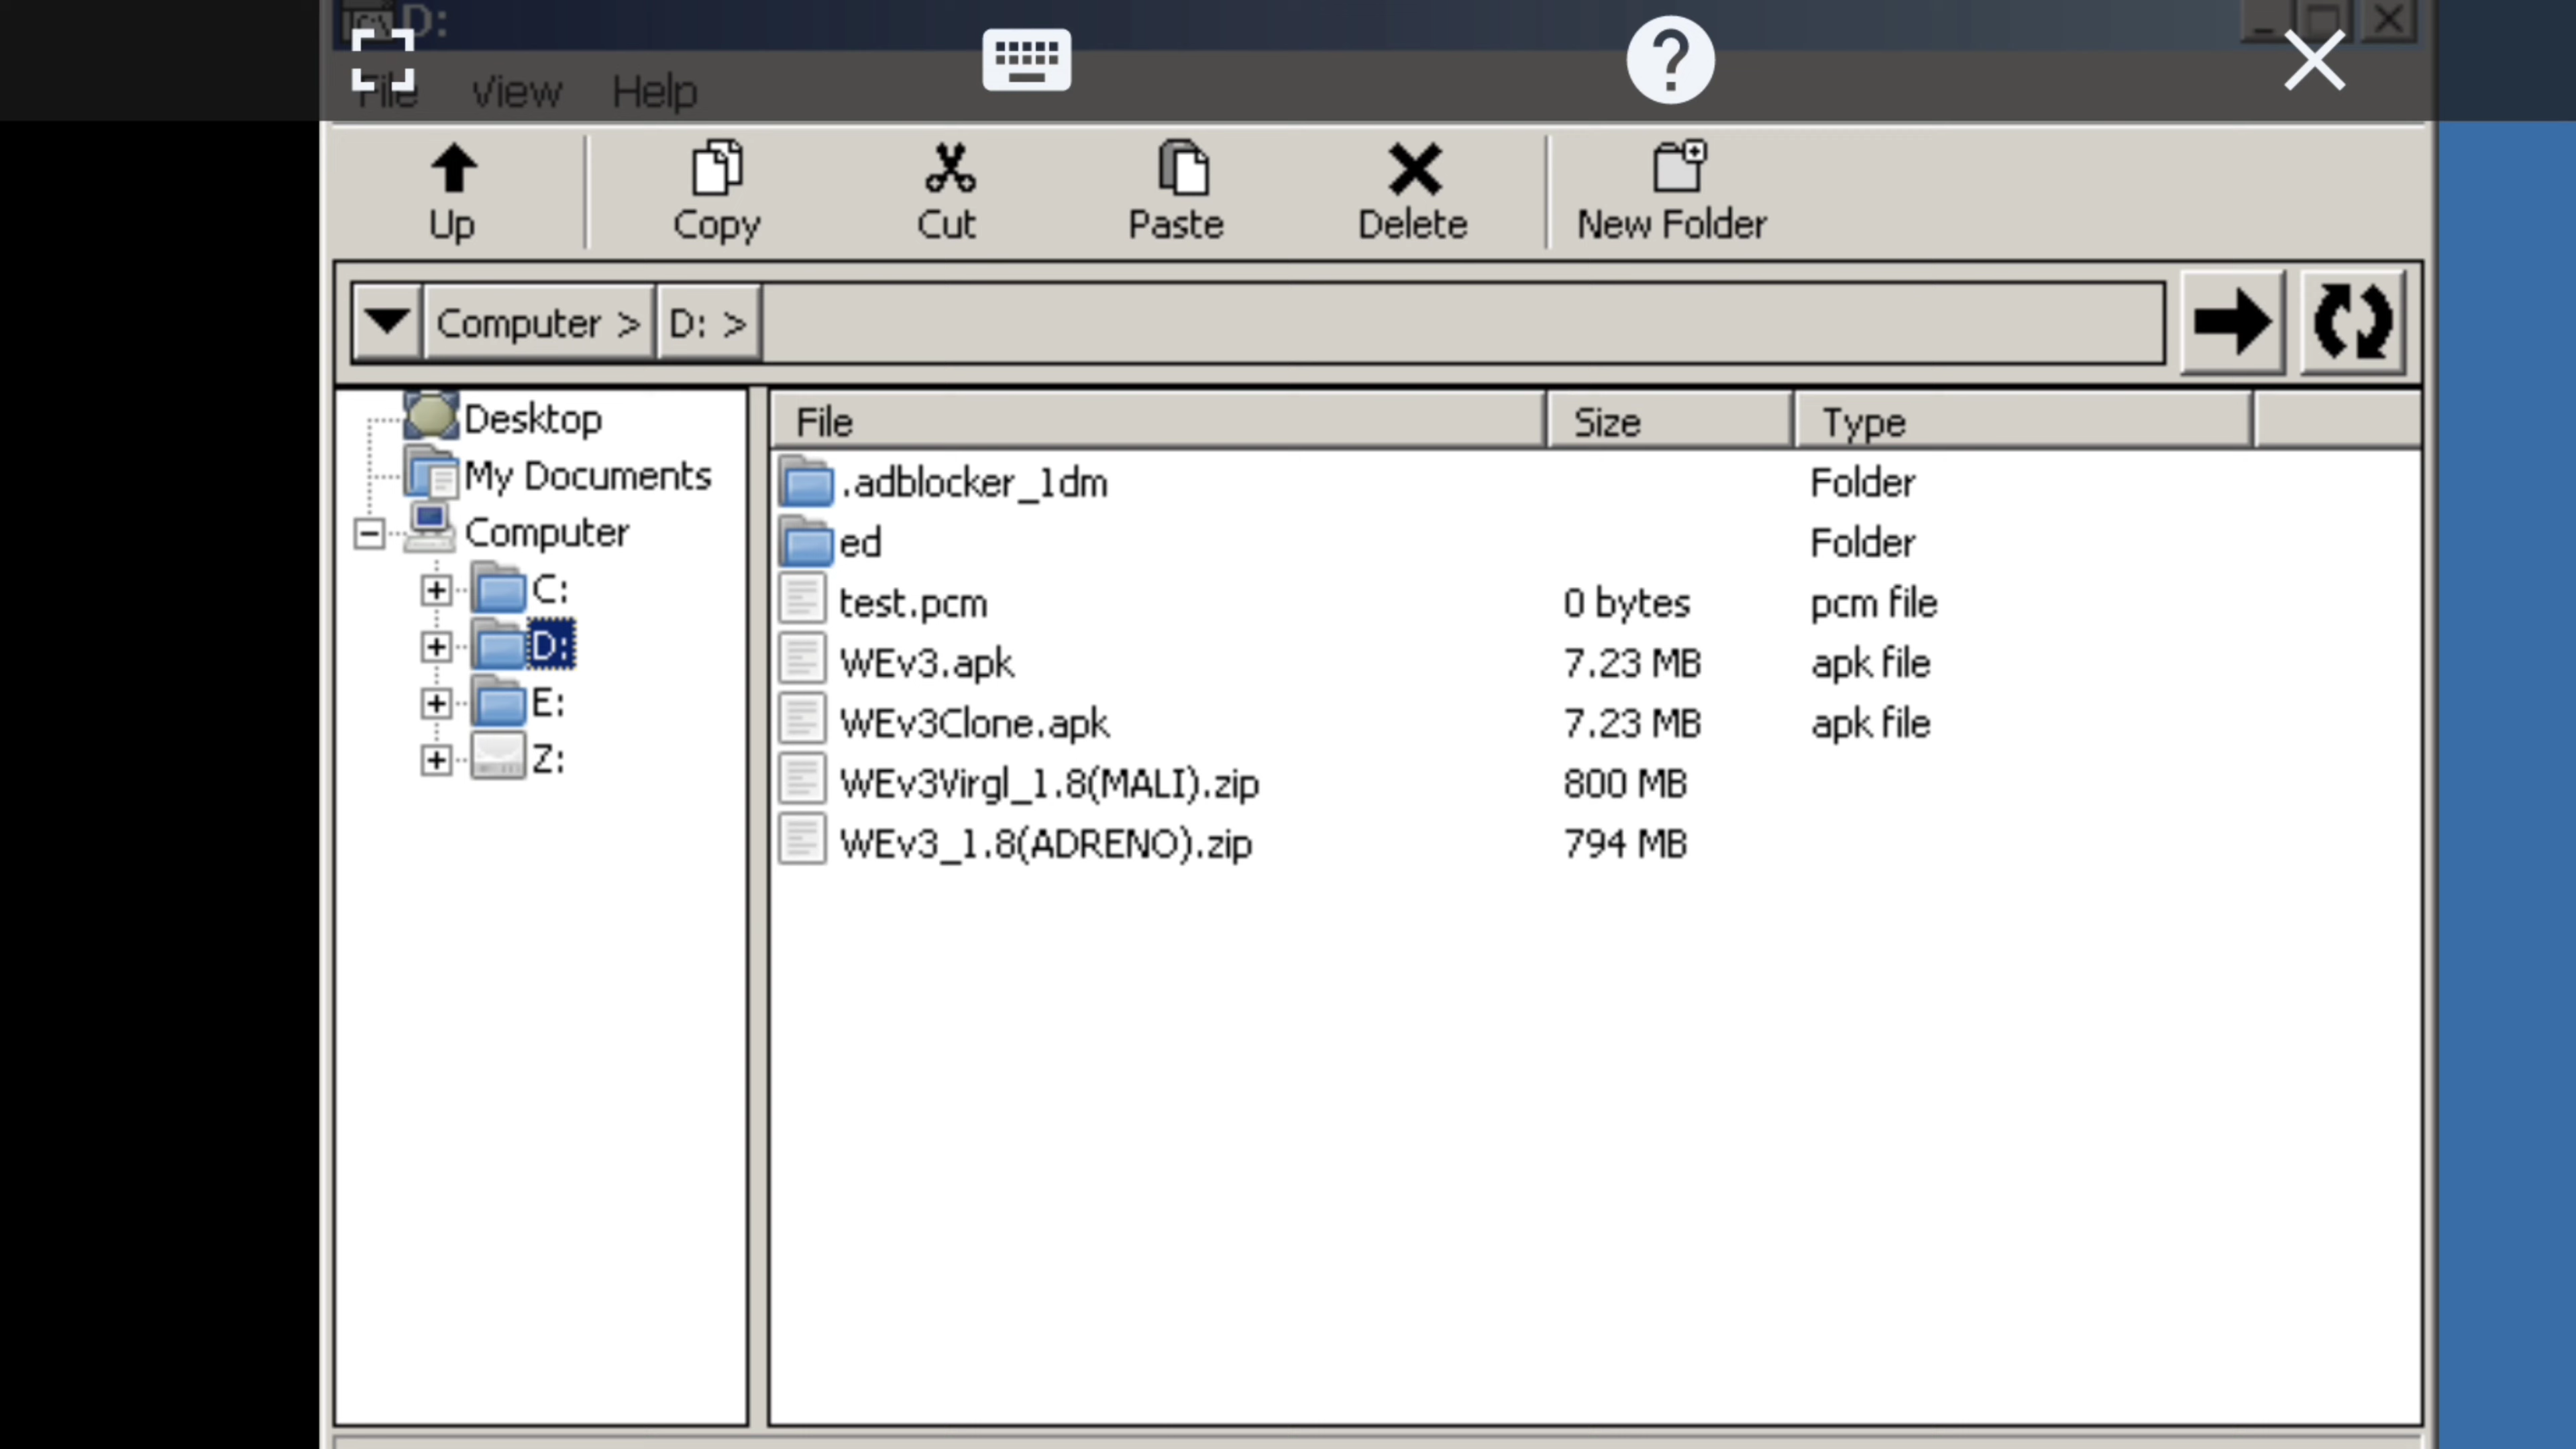 D:
File View Help
Up Copy Cut Paste Delete New Folder
Computer > D: >
Desktop
My Documents
Computer
C:
D:
E:
Z:
File Size Type
.adblocker_1dm Folder
ed Folder
test.pcm 0 bytes pcm file
WEv3.apk 7.23 MB apk file
WEv3Clone.apk 7.23 MB apk file
WEv3Virgl_1.8(MALI).zip 800 MB
WEv3_1.8(ADRENO).zip 794 MB